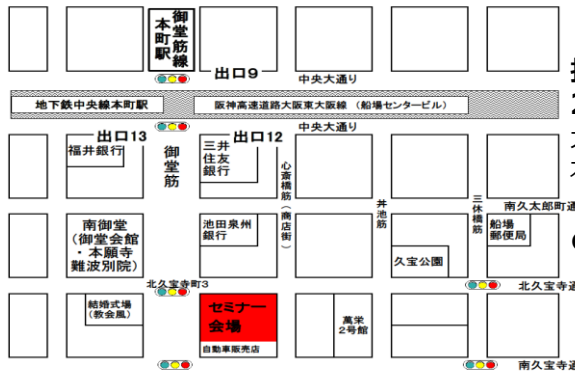 御堂筋線
本町駅
出口9
中央大通り
地下鉄中央線本町駅
阪神高速道路大阪東大阪線 (船場センタービル)
中央大通り
出口13
出口12
福井銀行
御堂筋
三井
住友
銀行
心斎橋筋(商店街)
丼池筋
三休橋筋
南久太郎町通
南御堂
(御堂会館
・本願寺
難波別院)
池田泉州
銀行
船場
郵便局
久宝公園
北久宝寺町3
北久宝寺通
結婚式場
(教会風)
セミナー
会場
自動車販売店
萬栄
2号館
南久宝寺通